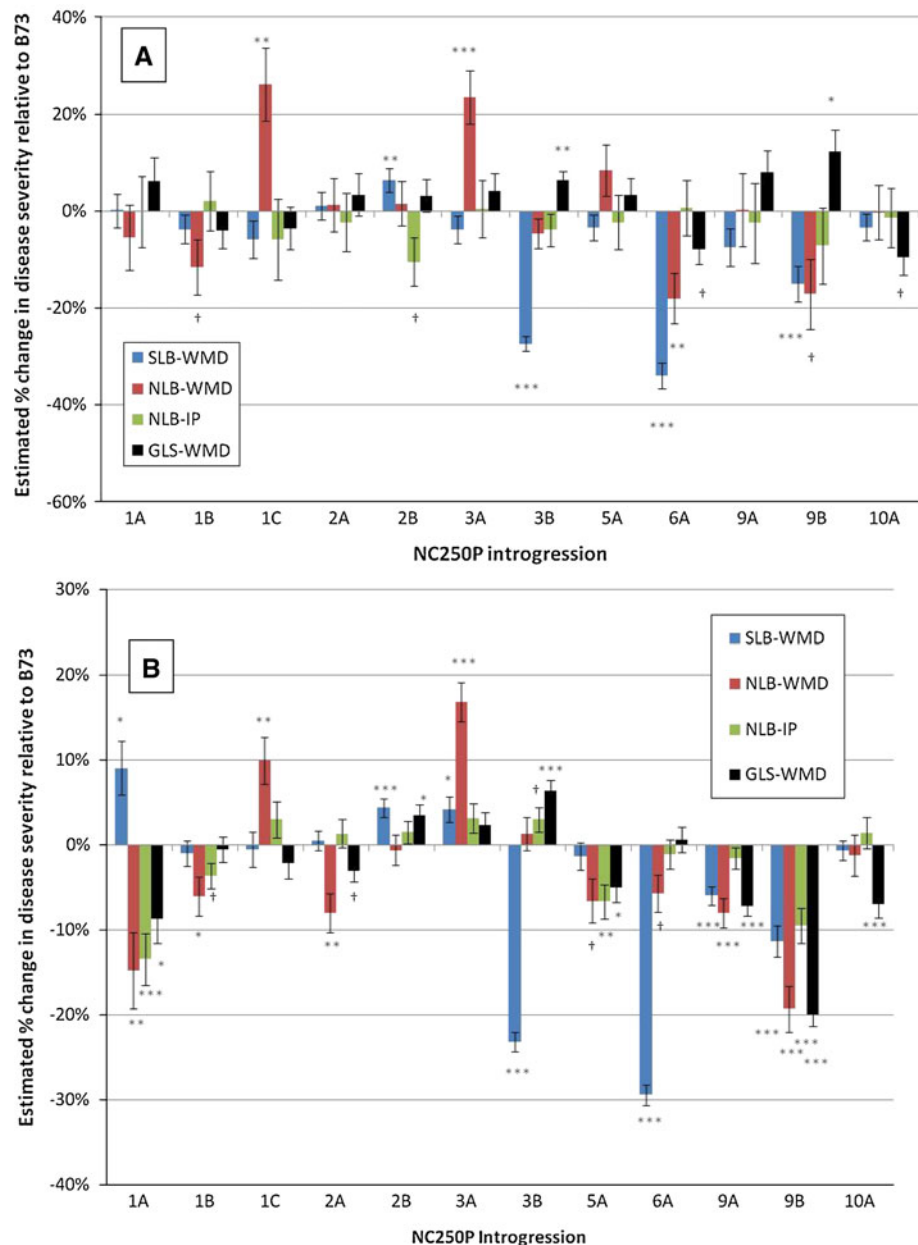 A
Estimated % change in disease severity relative to B73
40%
20%
0%
-20%
-40%
-60%
** *** ** ** *
† † *** *** ** † *** † †
SLB-WMD
NLB-WMD
NLB-IP
GLS-WMD
1A 1B 1C 2A 2B 3A 3B 5A 6A 9A 9B 10A
NC250P introgression
B
Estimated % change in disease severity relative to B73
30%
20%
10%
0%
-10%
-20%
-30%
-40%
SLB-WMD
NLB-WMD
NLB-IP
GLS-WMD
* ** *** * * *** † ***
** *** * * † ** † *** † ** * *** † *** *** *** *** *** *** *** ***
1A 1B 1C 2A 2B 3A 3B 5A 6A 9A 9B 10A
NC250P Introgression